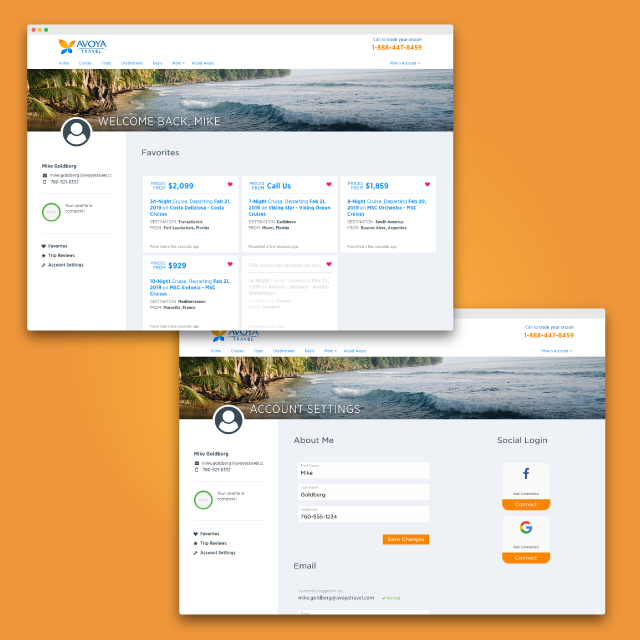 AVOYA
TRAVEL
Call to book your cruise!
1-888-447-8459
Home Cruises Tours Destinations Deals More About Avoya Mike's Account
WELCOME BACK, MIKE
Mike Goldberg
mike.goldberg@avoyatravel.c
760-521-8352
Your profile is
complete!
Favorites
Trip Reviews
Account Settings
Favorites
PRICES
FROM $2,099
34-Night Cruise, Departing Feb 21,
2019 on Costa Deliziosa - Costa
Cruises
DESTINATION Transatlantic
FROM Fort Lauderdale, Florida
Favorited a few seconds ago
PRICES
FROM Call Us
7-Night Cruise, Departing Feb 21,
2019 on Viking Star - Viking Ocean
Cruises
DESTINATION Caribbean
FROM Miami, Florida
Favorited a few seconds ago
PRICES
FROM $1,859
8-Night Cruise, Departing Feb 20,
2019 on MSC Orchestra - MSC
Cruises
DESTINATION South America
FROM Buenos Aires, Argentina
Favorited a few seconds ago
PRICES
FROM $929
10-Night Cruise, Departing Feb 21,
2019 on MSC Sinfonia - MSC
Cruises
DESTINATION Mediterranean
FROM Marseille, France
Favorited a few seconds ago
This cruise has already set sail.
AVOYA
TRAVEL
Call to book your cruise!
1-888-447-8459
Home Cruises Tours Destinations Deals More About Avoya Mike's Account
ACCOUNT SETTINGS
Mike Goldberg
mike.goldberg@avoyatravel.c
760-521-8352
Your profile is
complete!
Favorites
Trip Reviews
Account Settings
About Me
First Name
Mike
Last Name
Goldberg
Telephone
760-555-1234
Save Changes
Email
Currently logged in as
mike.goldberg@avoyatravel.com Verified
Email
Social Login
Not Connected
Connect
Not Connected
Connect